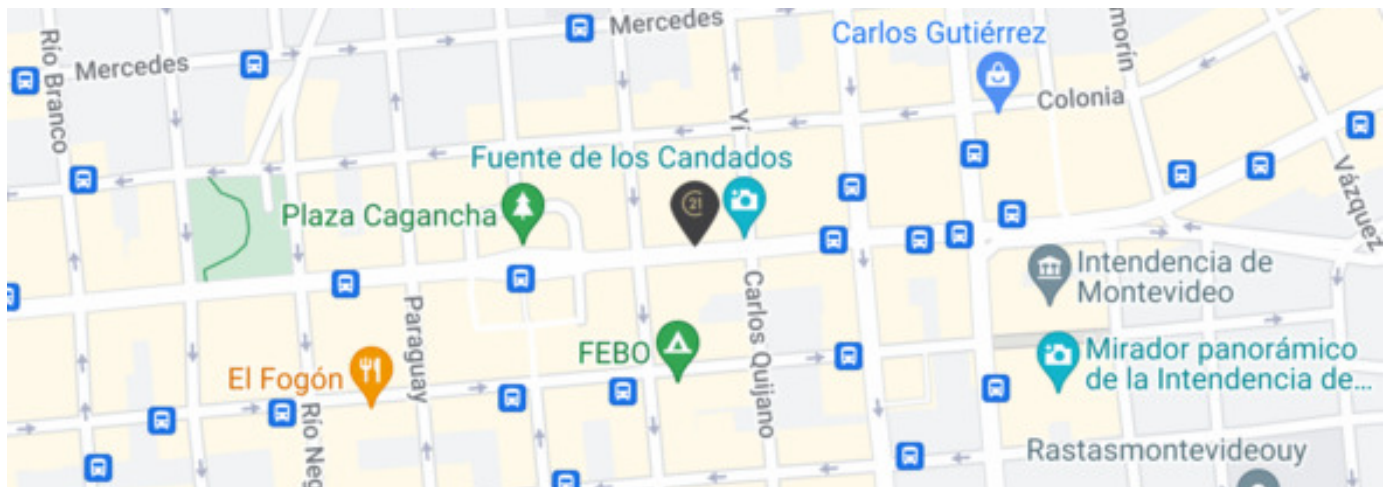 Mercedes
Mercedes
Río Branco
Carlos Gutiérrez
morín
Colonia
Yí
Fuente de los Candados
Vázquez
Plaza Cagancha
21
Intendencia de
Montevideo
Paraguay
Carlos Quijano
FEBO
El Fogón
Mirador panorámico
de la Intendencia de...
Río Neg
Rastasmontevideouy